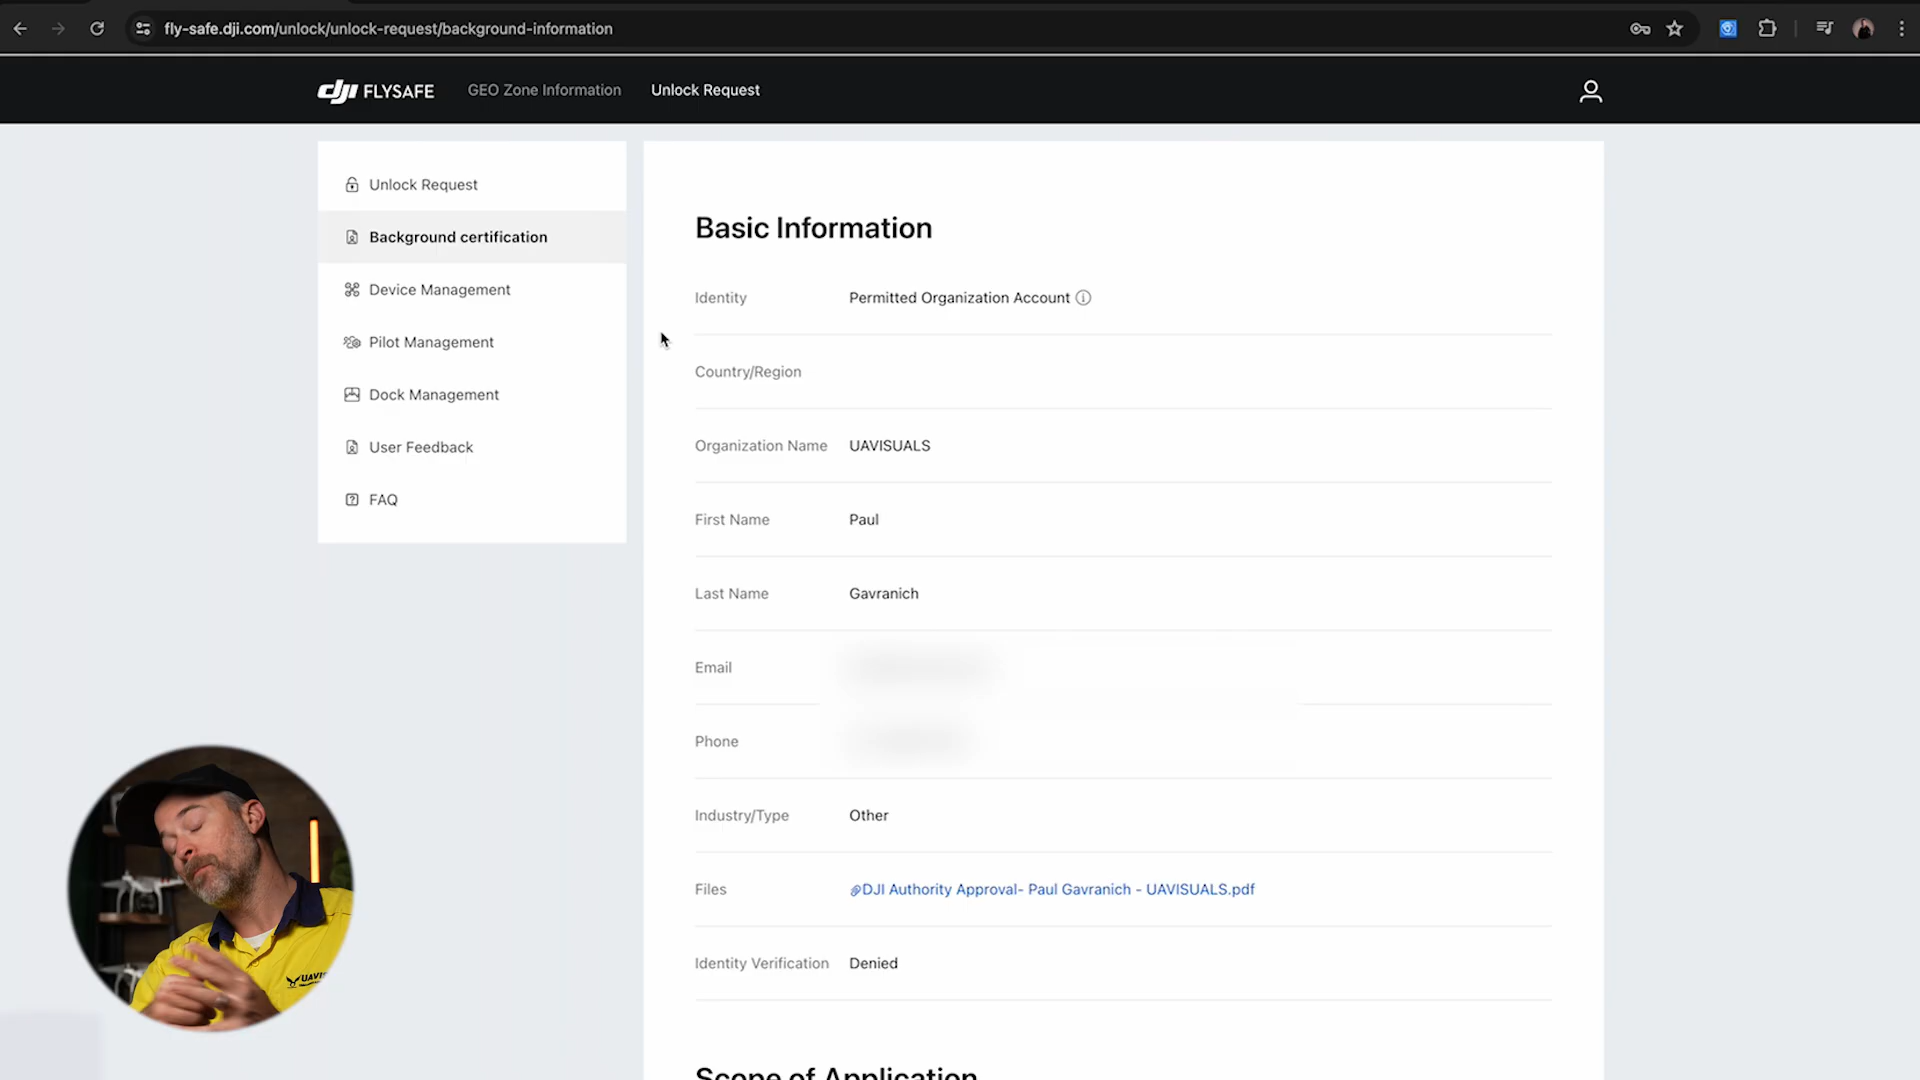 fly-safe.dji.com/unlock/unlock-request/background-information
dji FLYSAFE
GEO Zone Information
Unlock Request
Unlock Request
Background certification
Device Management
Pilot Management
Dock Management
User Feedback
FAQ
Basic Information
Identity Permitted Organization Account
Country/Region
Organization Name UAVISUALS
First Name Paul
Last Name Gavranich
Email
Phone
Industry/Type Other
Files DJI Authority Approval- Paul Gavranich - UAVISUALS.pdf
Identity Verification Denied
Scope of Application
UAVIS